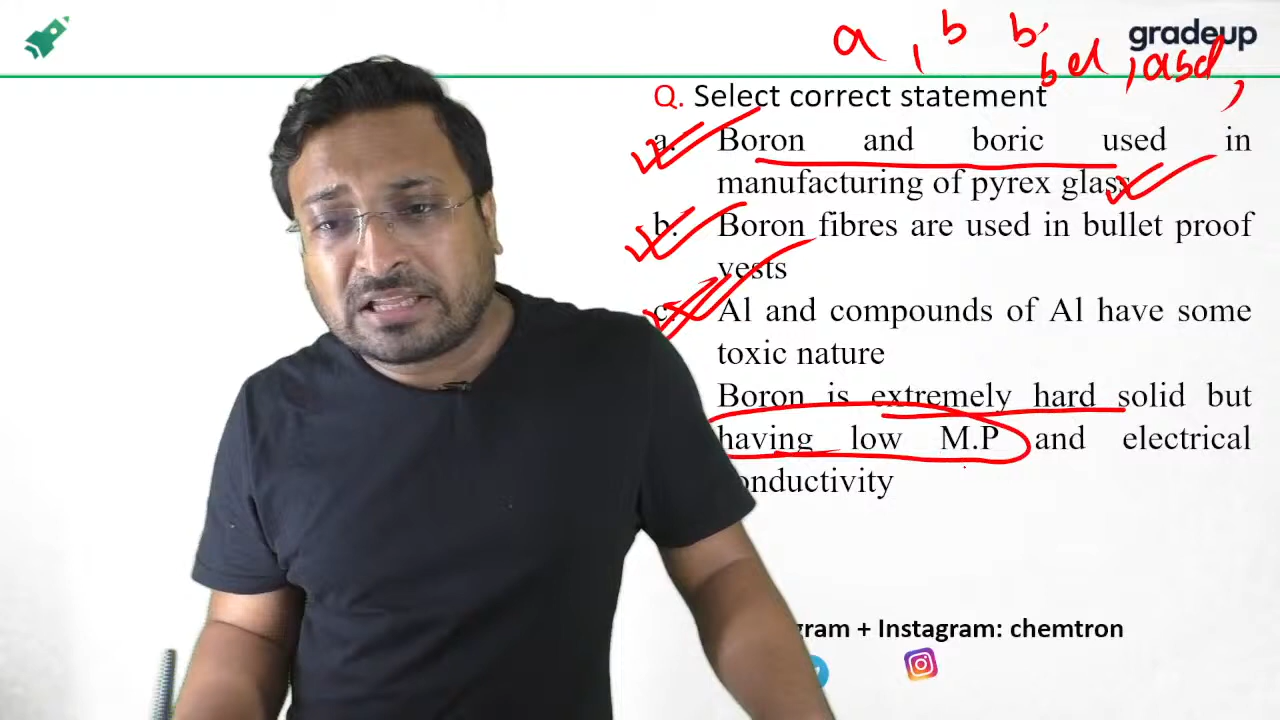 a , b b, gradeup
bcd , abd ,
Q. Select correct statement
a. Boron and boric used in
manufacturing of pyrex glass
b. Boron fibres are used in bullet proof
vests
c. Al and compounds of Al have some
toxic nature
Boron is extremely hard solid but
having low M.P and electrical
onductivity
gram + Instagram: chemtron